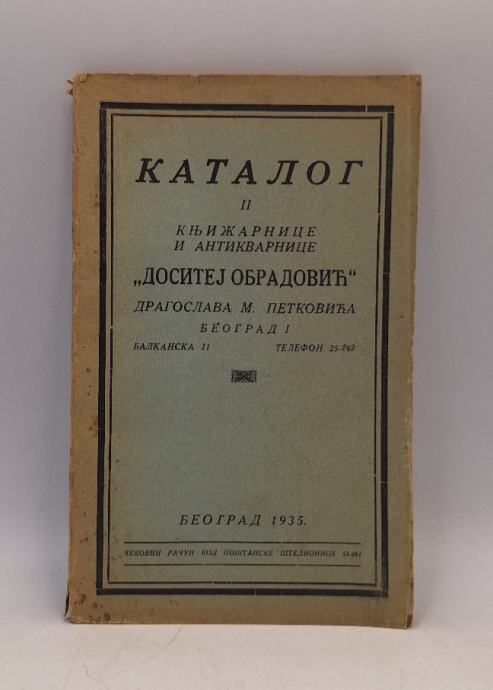 КАТАЛОГ
II
КЊИЖАРНИЦЕ
И АНТИКВАРНИЦЕ
„ДОСИТЕЈ ОБРАДОВИЋ“
ДРАГОСЛАВА М. ПЕТКОВИЋА
БЕОГРАД I
БАЛКАНСКА 11 ТЕЛЕФОН 25-262
БЕОГРАД 1935.
ЧЕКОВНИ РАЧУН КОД ПОШТАНСКЕ ШТЕДИОНИЦЕ